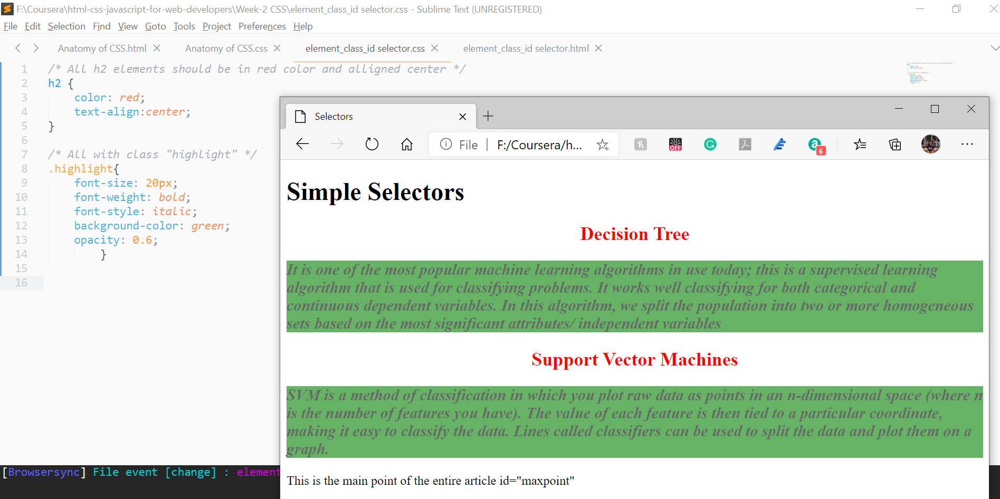 F:\Coursera\html-css-javascript-for-web-developers\Week-2 CSS\element_class_id selector.css - Sublime Text (UNREGISTERED)
File Edit Selection Find View Goto Tools Project Preferences Help
Anatomy of CSS.html Anatomy of CSS.css element_class_id selector.css element_class_id selector.html
1 /* All h2 elements should be in red color and alligned center */
2 h2 {
3 color: red;
4 text-align:center;
5 }
6
7 /* All with class "highlight" */
8 .highlight{
9 font-size: 20px;
10 font-weight: bold;
11 font-style: italic;
12 background-color: green;
13 opacity: 0.6;
14 }
15
16
[Browsersync] File event [change] : element
Selectors
File | F:/Coursera/h...
OFF
6
Simple Selectors
Decision Tree
It is one of the most popular machine learning algorithms in use today; this is a supervised learning
algorithm that is used for classifying problems. It works well classifying for both categorical and
continuous dependent variables. In this algorithm, we split the population into two or more homogeneous
sets based on the most significant attributes/ independent variables
Support Vector Machines
SVM is a method of classification in which you plot raw data as points in an n-dimensional space (where n
is the number of features you have). The value of each feature is then tied to a particular coordinate,
making it easy to classify the data. Lines called classifiers can be used to split the data and plot them on a
graph.
This is the main point of the entire article id="maxpoint"